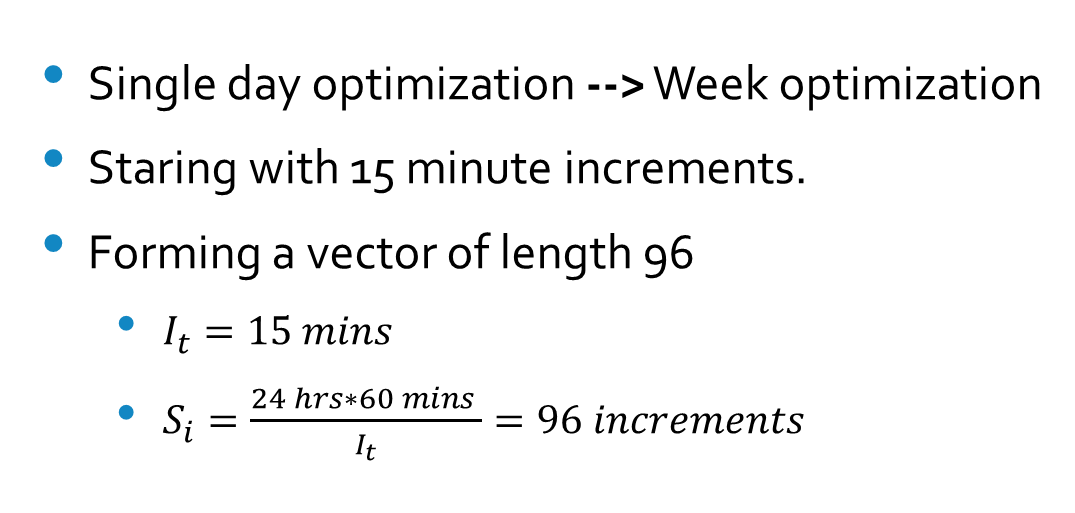 • Single day optimization --> Week optimization
• Staring with 15 minute increments.
• Forming a vector of length 96
• I_t = 15 mins
• S_i = \frac{24 hrs*60 mins}{I_t} = 96 increments